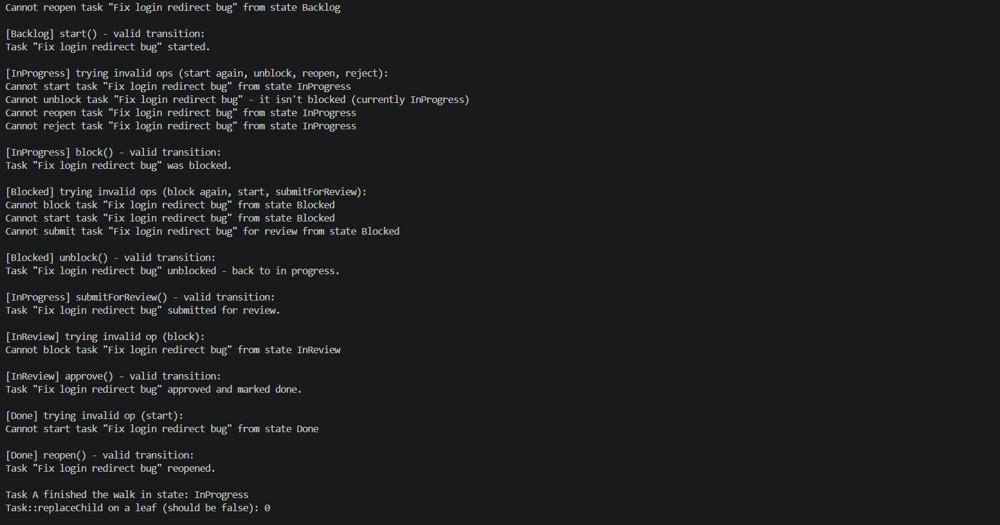 Cannot reopen task "Fix login redirect bug" from state Backlog
[Backlog] start() - valid transition:
Task "Fix login redirect bug" started.
[InProgress] trying invalid ops (start again, unblock, reopen, reject):
Cannot start task "Fix login redirect bug" from state InProgress
Cannot unblock task "Fix login redirect bug" - it isn't blocked (currently InProgress)
Cannot reopen task "Fix login redirect bug" from state InProgress
Cannot reject task "Fix login redirect bug" from state InProgress
[InProgress] block() - valid transition:
Task "Fix login redirect bug" was blocked.
[Blocked] trying invalid ops (block again, start, submitForReview):
Cannot block task "Fix login redirect bug" from state Blocked
Cannot start task "Fix login redirect bug" from state Blocked
Cannot submit task "Fix login redirect bug" for review from state Blocked
[Blocked] unblock() - valid transition:
Task "Fix login redirect bug" unblocked - back to in progress.
[InProgress] submitForReview() - valid transition:
Task "Fix login redirect bug" submitted for review.
[InReview] trying invalid op (block):
Cannot block task "Fix login redirect bug" from state InReview
[InReview] approve() - valid transition:
Task "Fix login redirect bug" approved and marked done.
[Done] trying invalid op (start):
Cannot start task "Fix login redirect bug" from state Done
[Done] reopen() - valid transition:
Task "Fix login redirect bug" reopened.
Task A finished the walk in state: InProgress
Task::replaceChild on a leaf (should be false): 0